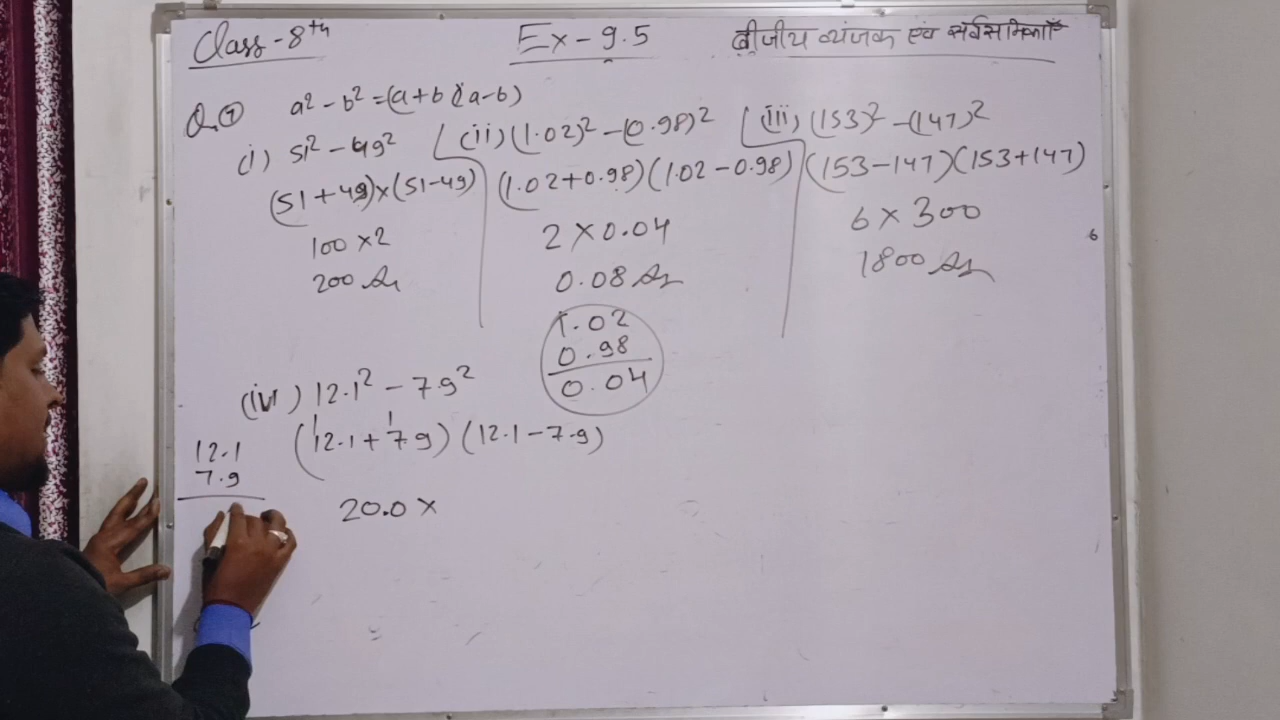 Class-8th
Ex-9.5
बीजीय व्यंजक एवं सर्वसमिकाएँ
Q.⑦ a² - b² = (a+b)(a-b)
(i) 51² - 49²
(51+49)×(51-49)
100 × 2
200 Ans
(ii) (1.02)² - (0.98)²
(1.02+0.98)(1.02-0.98)
2 × 0.04
0.08 Ans
1.02
0.98
0.04
(iii) (153)² - (147)²
(153-147)(153+147)
6 × 300
1800 Ans
(iv) 12.1² - 7.9²
(12.1+7.9)(12.1-7.9)
20.0 ×
12.1
7.9